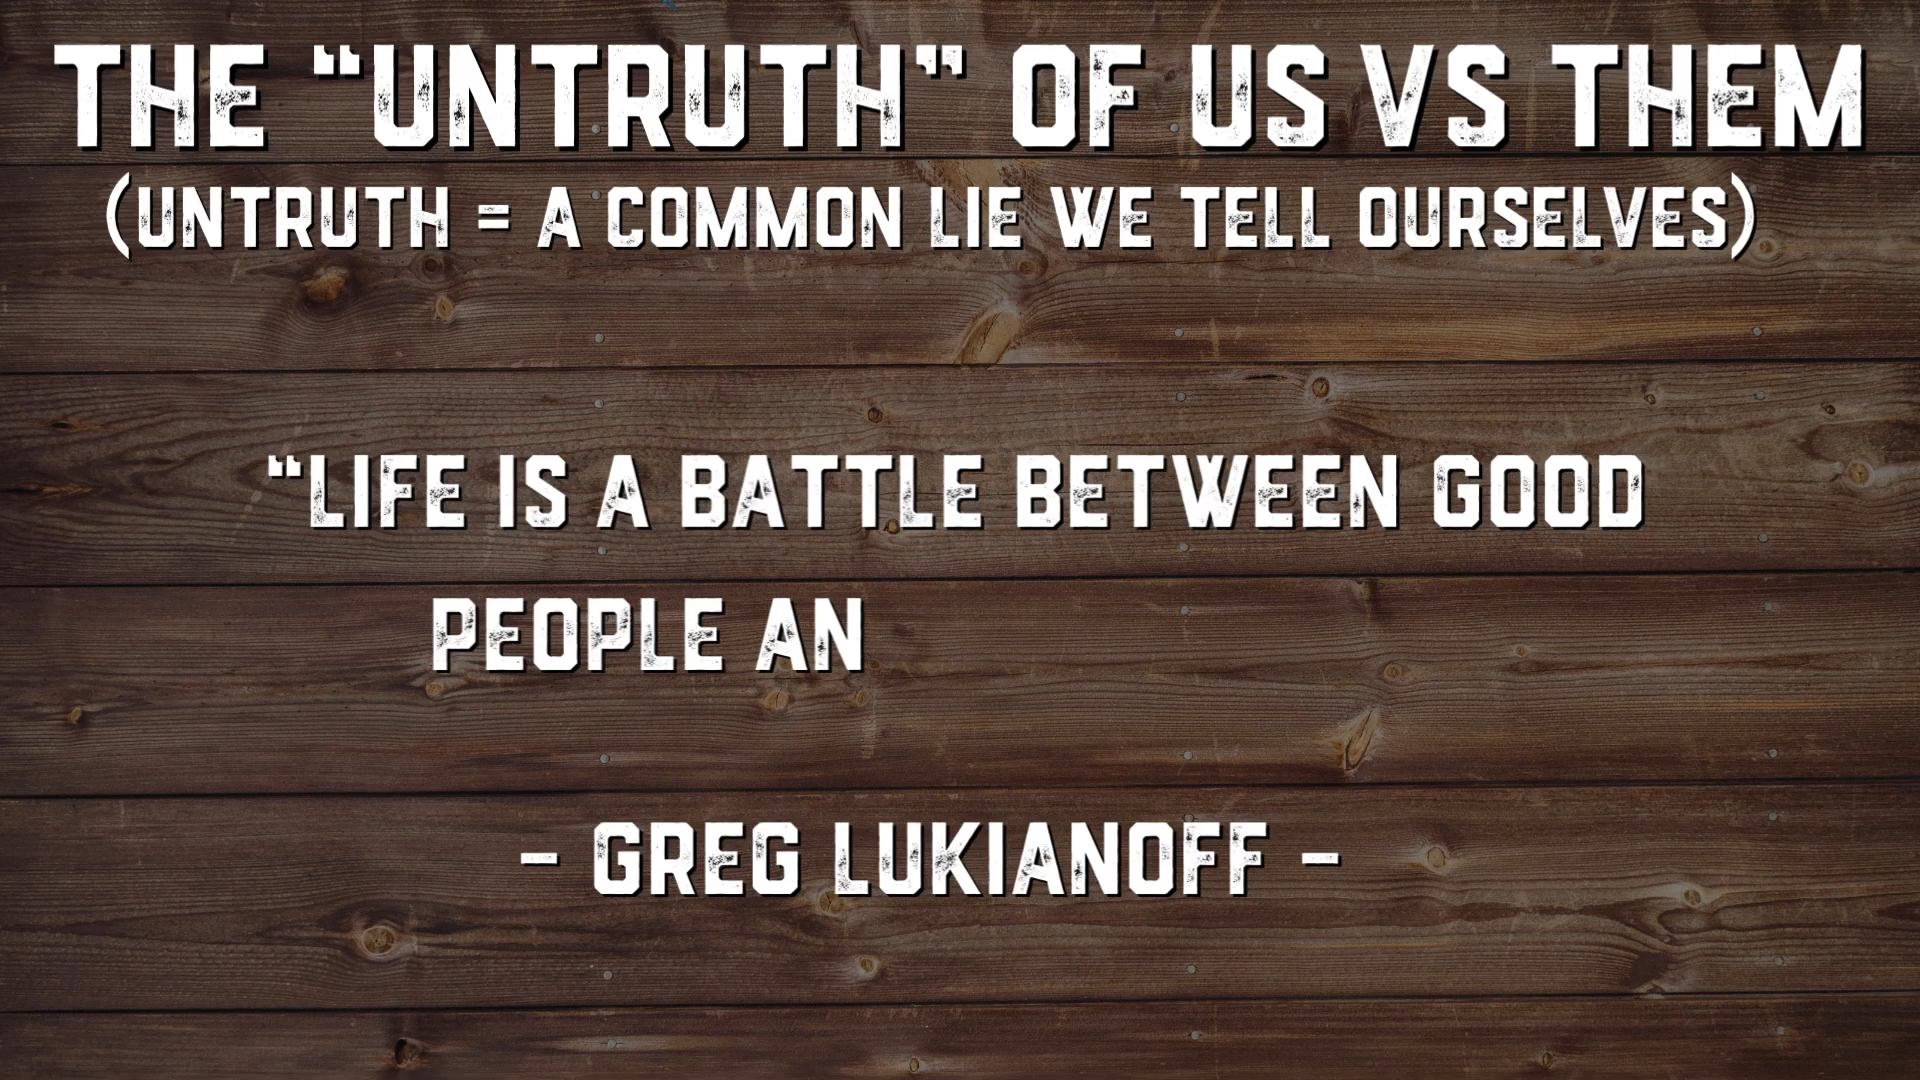 THE “UNTRUTH” OF US VS THEM
(UNTRUTH = A COMMON LIE WE TELL OURSELVES)
“LIFE IS A BATTLE BETWEEN GOOD
PEOPLE AN
- GREG LUKIANOFF -